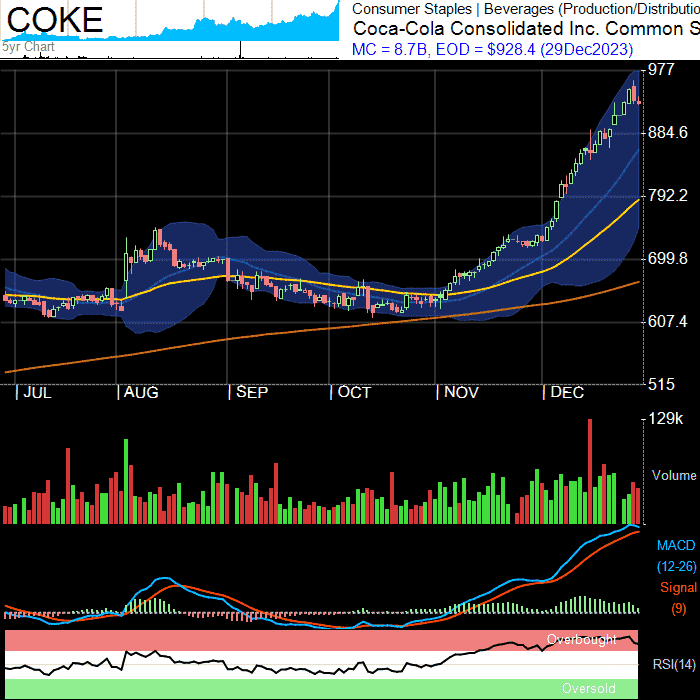 COKE
5yr Chart
Consumer Staples | Beverages (Production/Distributio
Coca-Cola Consolidated Inc. Common S
MC = 8.7B, EOD = $928.4 (29Dec2023)
977
884.6
792.2
699.8
607.4
515
JUL AUG SEP OCT NOV DEC
129k
Volume
MACD
(12-26)
Signal
(9)
Overbought
RSI(14)
Oversold